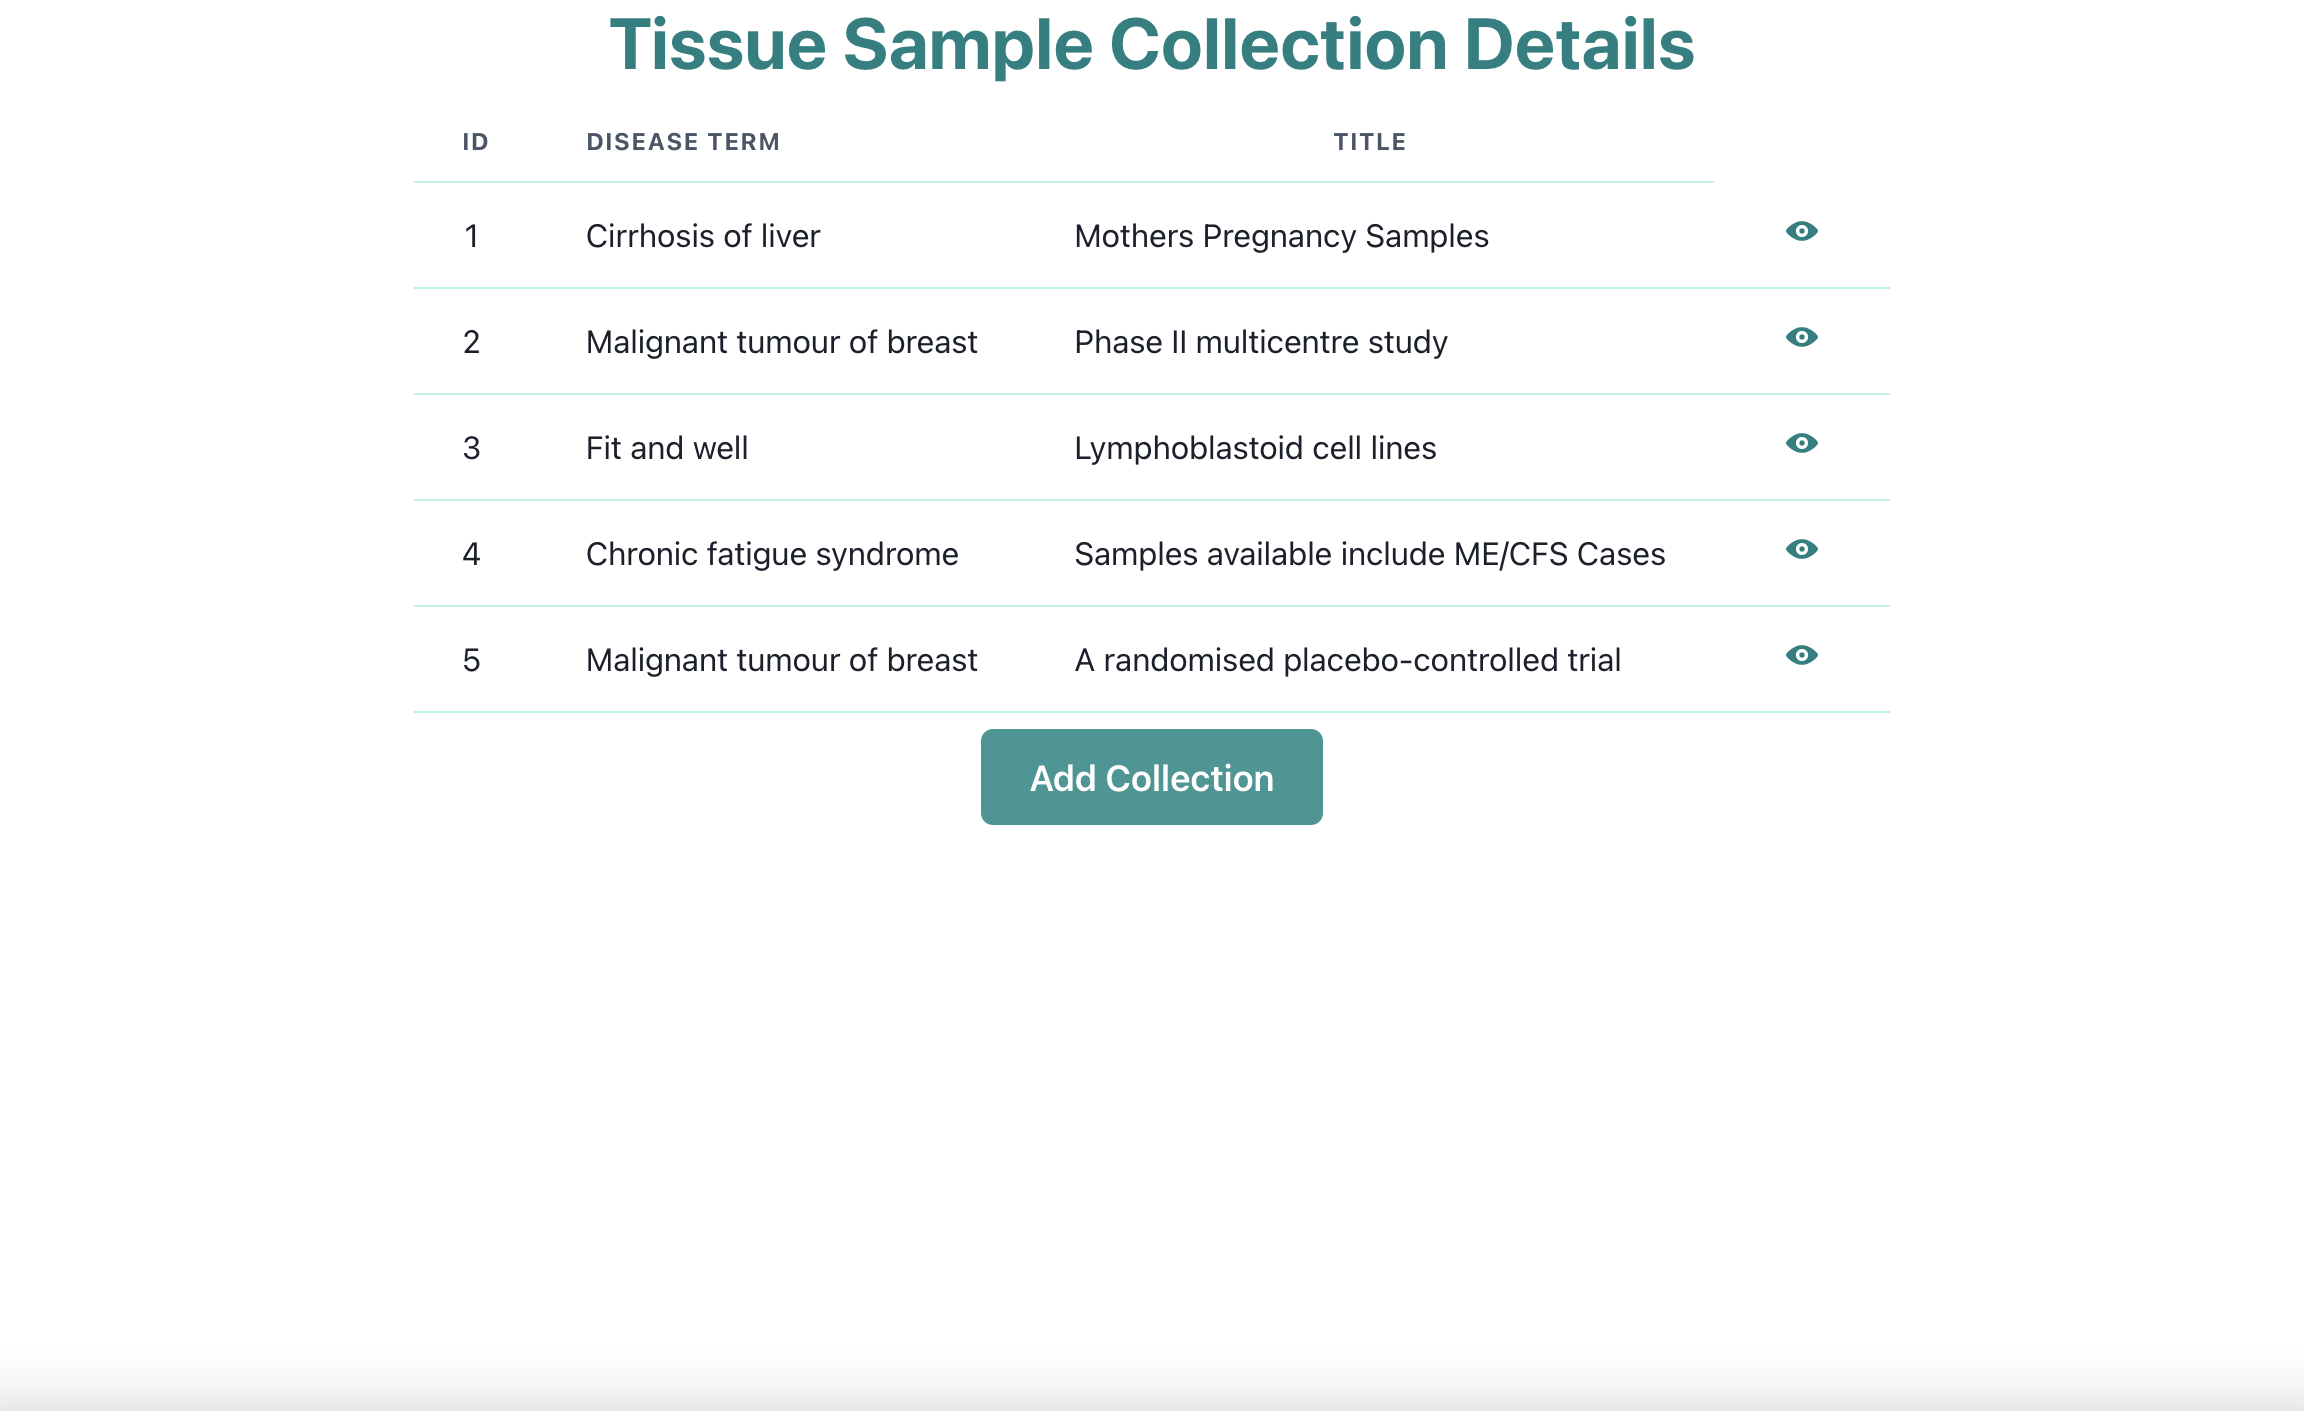 Tissue Sample Collection Details
ID DISEASE TERM TITLE
1 Cirrhosis of liver Mothers Pregnancy Samples
2 Malignant tumour of breast Phase II multicentre study
3 Fit and well Lymphoblastoid cell lines
4 Chronic fatigue syndrome Samples available include ME/CFS Cases
5 Malignant tumour of breast A randomised placebo-controlled trial
Add Collection